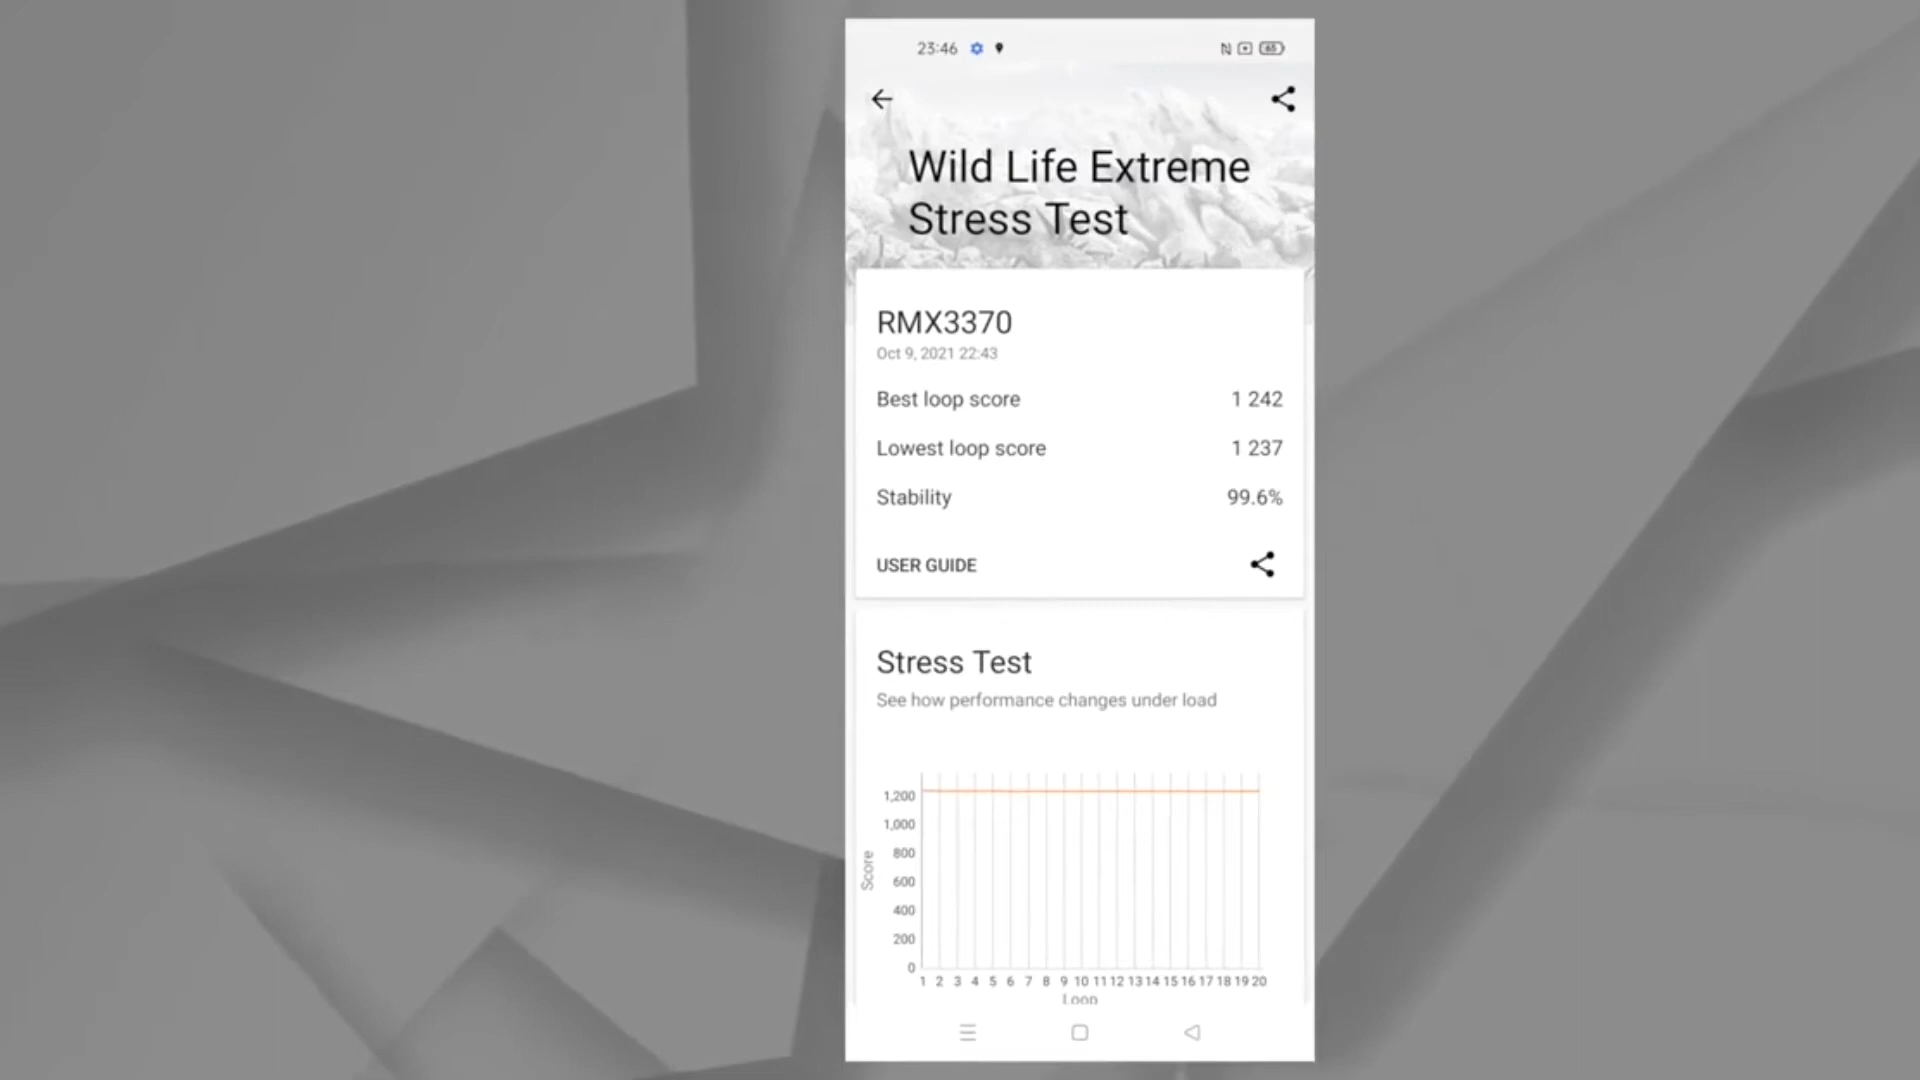 23:46
65
Wild Life Extreme
Stress Test
RMX3370
Oct 9, 2021 22:43
Best loop score 1 242
Lowest loop score 1 237
Stability 99.6%
USER GUIDE
Stress Test
See how performance changes under load
1,200
1,000
800
600
400
200
0
Score
1 2 3 4 5 6 7 8 9 10 11 12 13 14 15 16 17 18 19 20
Loop